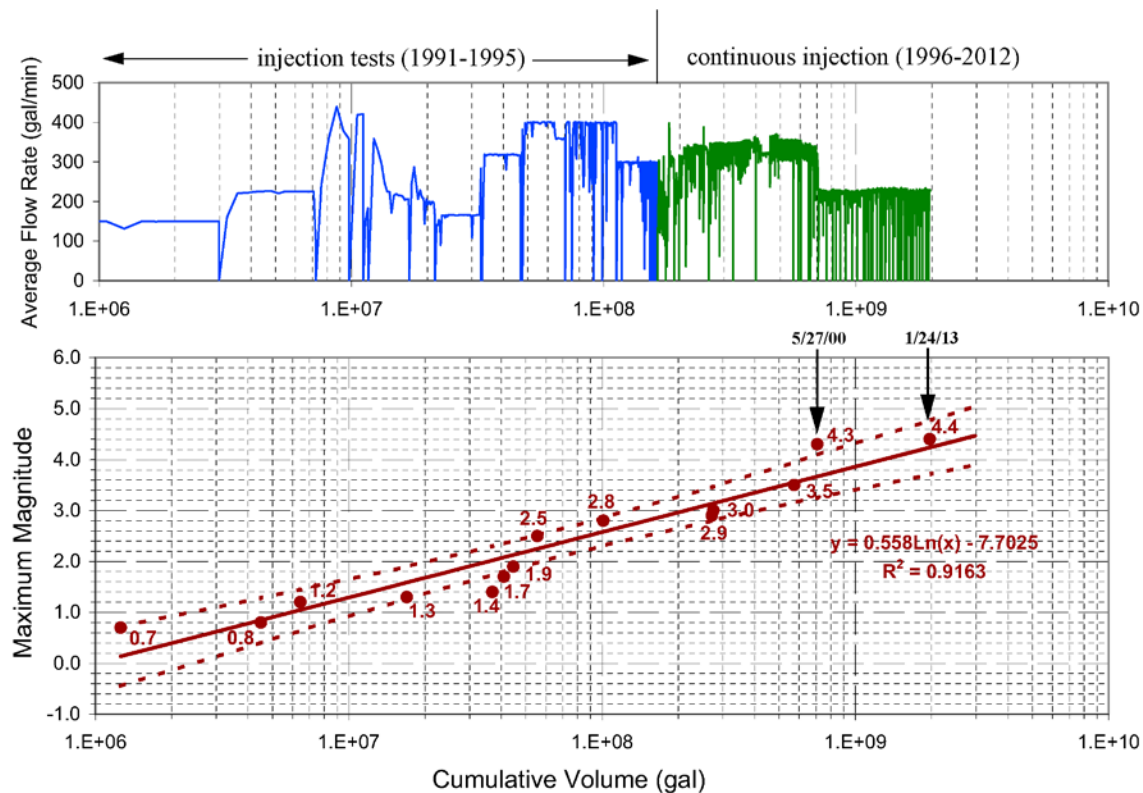 injection tests (1991-1995) continuous injection (1996-2012)
Average Flow Rate (gal/min)
500
400
300
200
100
0
1.E+06 1.E+07 1.E+08 1.E+09 1.E+10
5/27/00 1/24/13
Maximum Magnitude
6.0
5.0
4.0
3.0
2.0
1.0
0.0
-1.0
4.3 4.4
3.5
2.8 3.0
2.5 2.9
1.9
1.7
1.2 1.3 1.4
0.7 0.8
y = 0.558Ln(x) - 7.7025
R² = 0.9163
1.E+06 1.E+07 1.E+08 1.E+09 1.E+10
Cumulative Volume (gal)